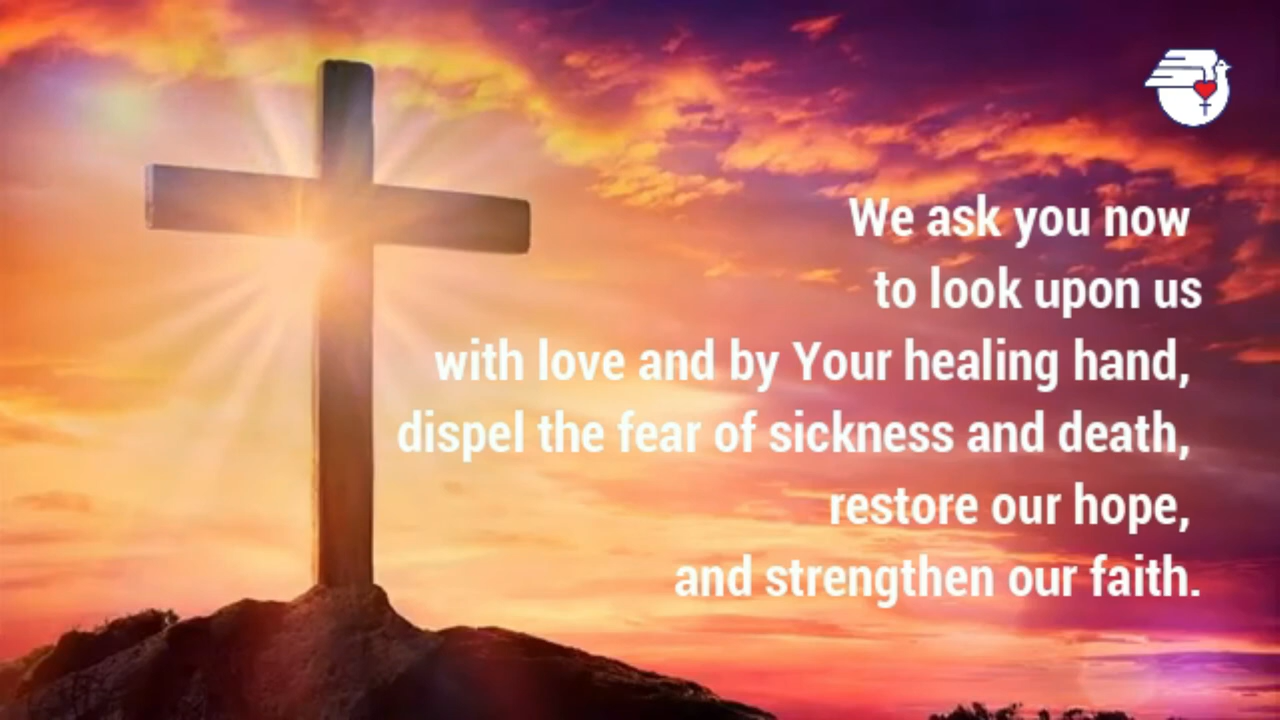 We ask you now
to look upon us
with love and by Your healing hand,
dispel the fear of sickness and death,
restore our hope,
and strengthen our faith.